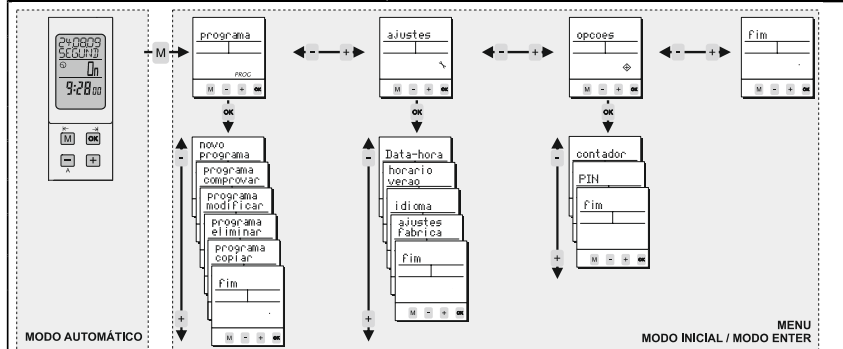 24.08.09
SEGUND
On
9:28 00
M
OK
-
+
MODO AUTOMÁTICO
M
programa
PROG
M - + OK
- +
ajustes
M - + OK
- +
opcoes
M - + OK
- +
fim
M - + OK
OK
OK
OK
-
novo
programa
programa
comprovar
programa
modificar
programa
eliminar
programa
copiar
fim
M - + OK
+
-
Data-hora
horario
verao
idioma
ajustes
fabrica
fim
M - + OK
+
-
contador
PIN
fim
M - + OK
+
MENU
MODO INICIAL / MODO ENTER